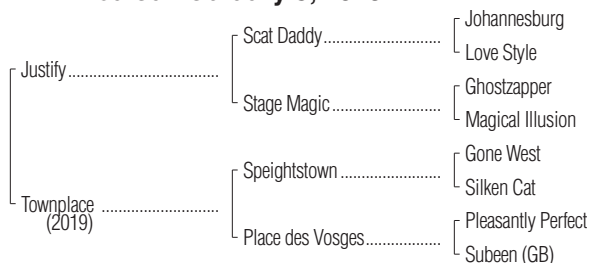 Johannesburg
Scat Daddy
Love Style
Justify
Ghostzapper
Stage Magic
Magical Illusion
Gone West
Speightstown
Silken Cat
Townplace
(2019)
Pleasantly Perfect
Place des Vosges
Subeen (GB)